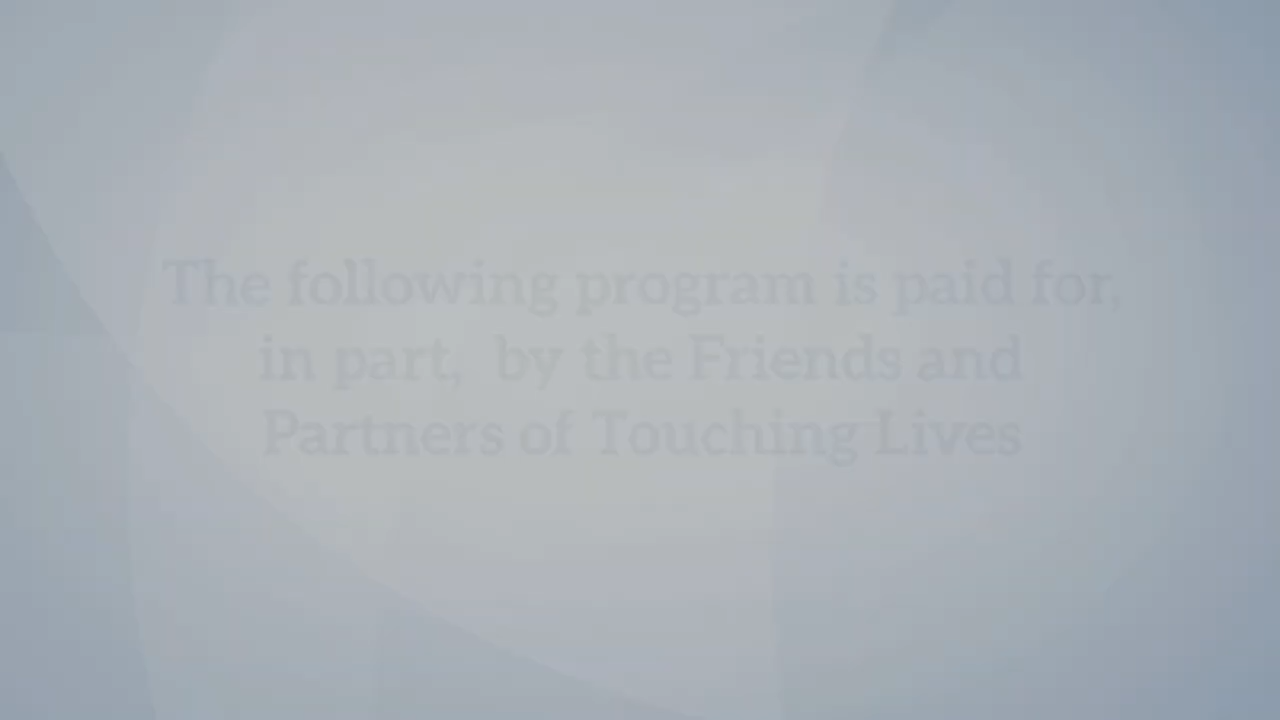 The following program is paid for,
in part, by the Friends and
Partners of Touching Lives